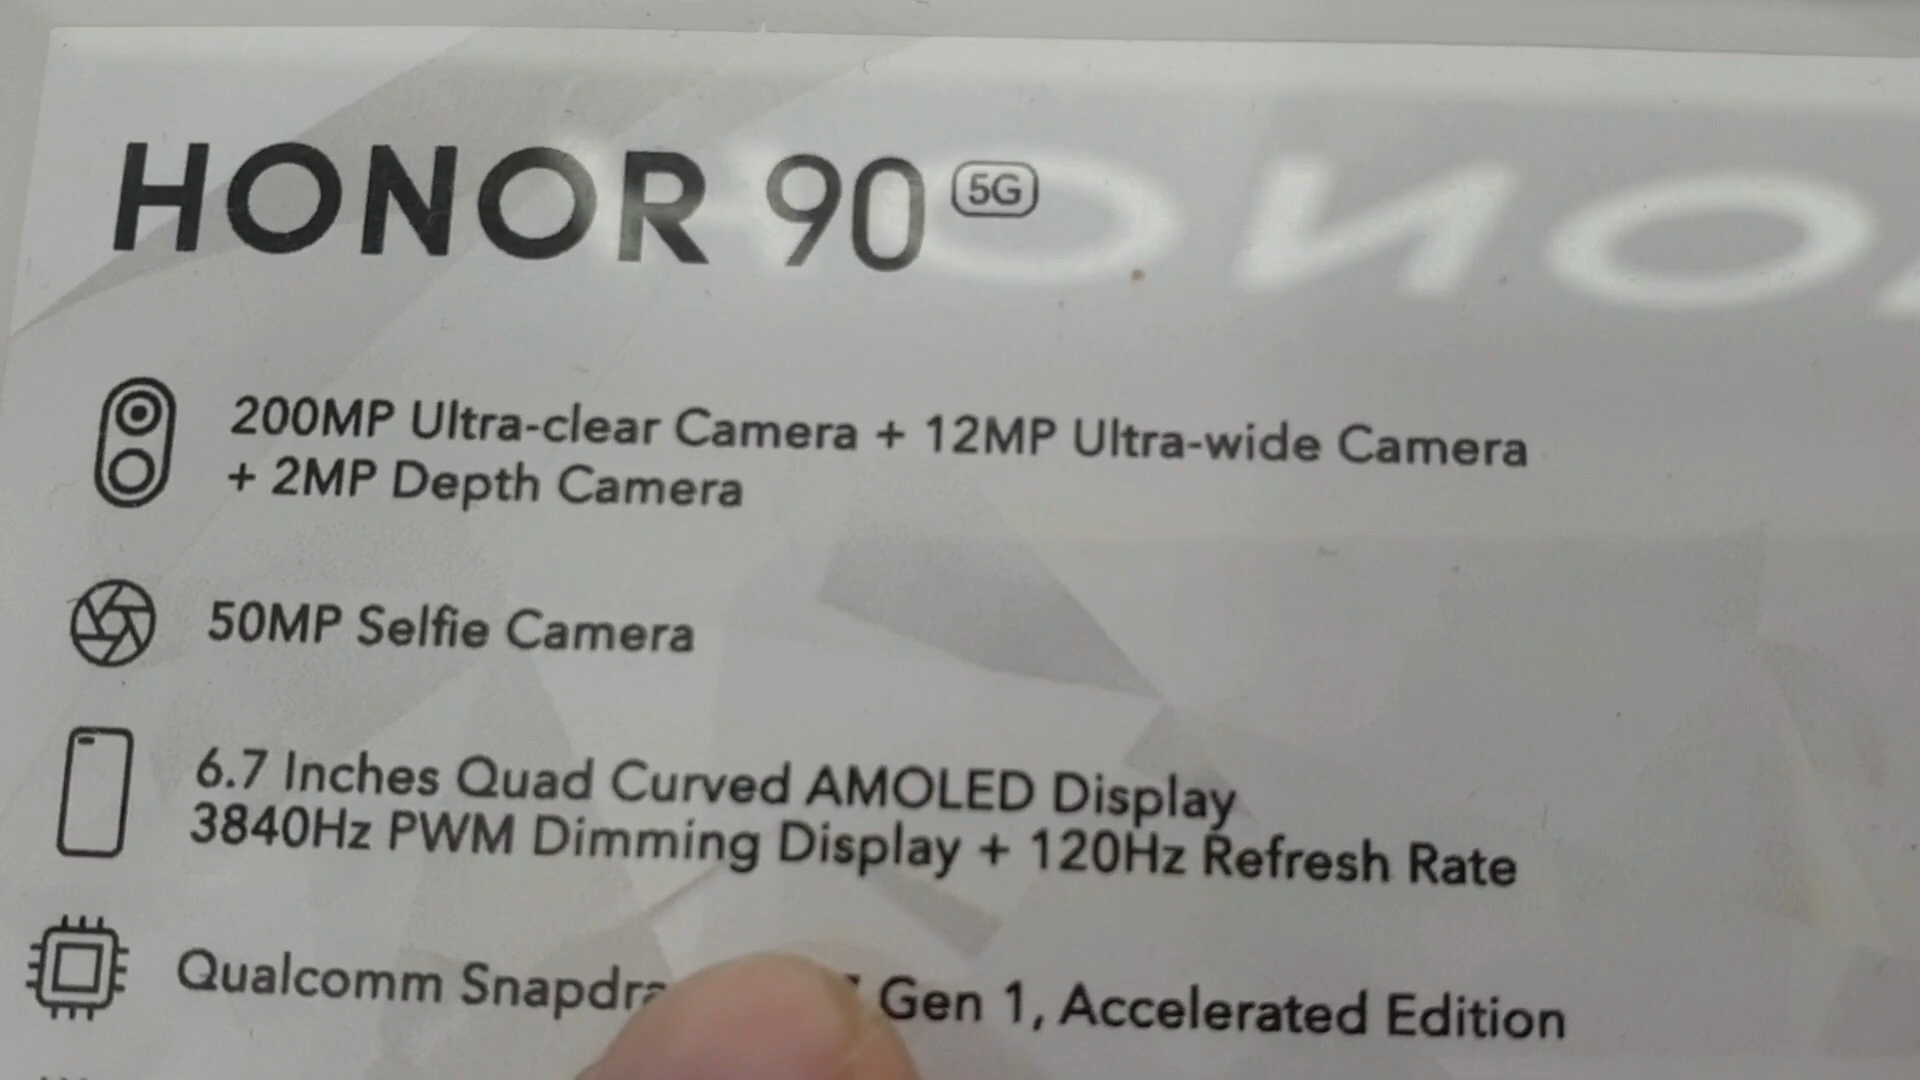 HONOR 90 5G
200MP Ultra-clear Camera + 12MP Ultra-wide Camera
+ 2MP Depth Camera
50MP Selfie Camera
6.7 Inches Quad Curved AMOLED Display
3840Hz PWM Dimming Display + 120Hz Refresh Rate
Qualcomm Gen 1, Accelerated Edition